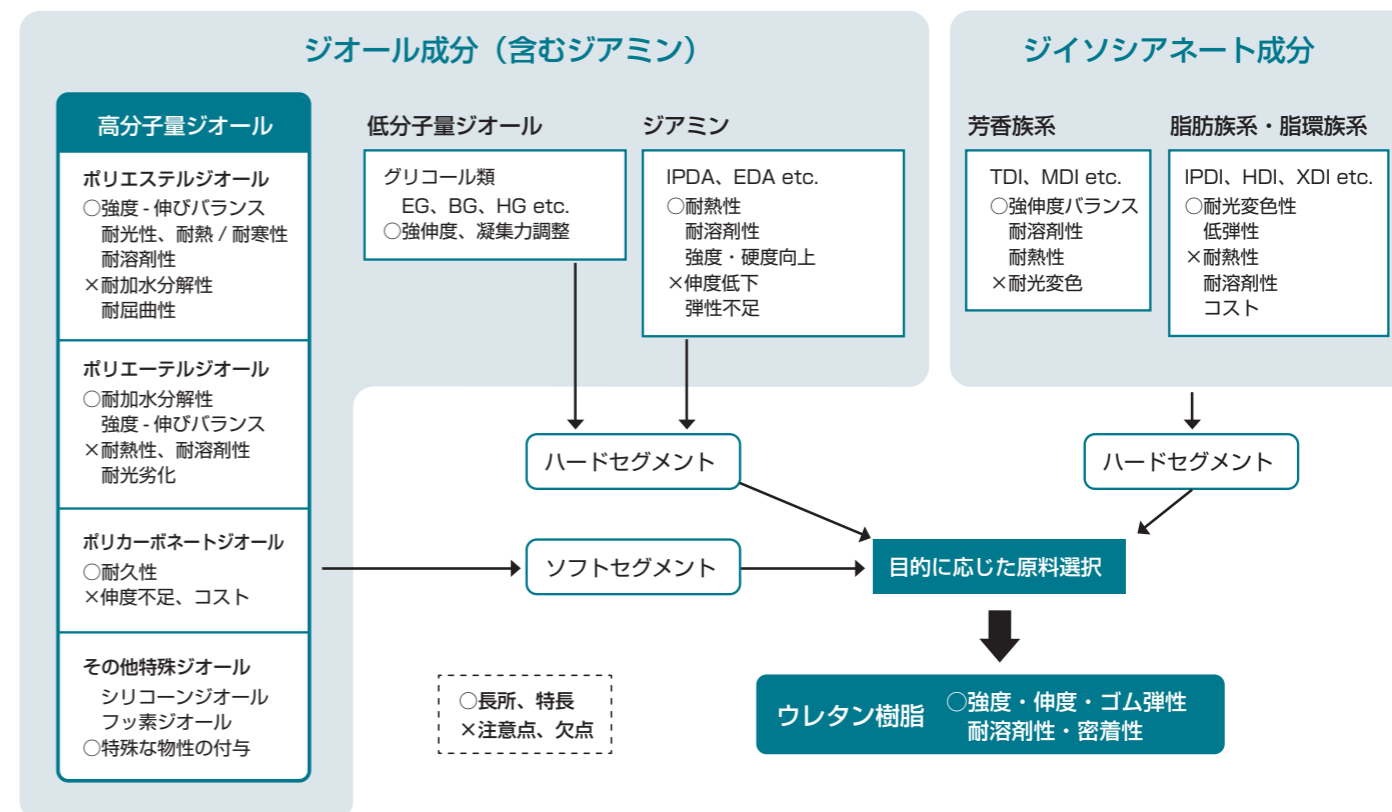 ジオール成分（含むジアミン）
高分子量ジオール
ポリエステルジオール
○強度 - 伸びバランス
耐光性、耐熱 / 耐寒性
耐溶剤性
×耐加水分解性
耐屈曲性
ポリエーテルジオール
○耐加水分解性
強度 - 伸びバランス
×耐熱性、耐溶剤性
耐光劣化
ポリカーボネートジオール
○耐久性
×伸度不足、コスト
その他特殊ジオール
シリコーンジオール
フッ素ジオール
○特殊な物性の付与
低分子量ジオール
グリコール類
EG、BG、HG etc.
○強伸度、凝集力調整
ジアミン
IPDA、EDA etc.
○耐熱性
耐溶剤性
強度・硬度向上
×伸度低下
弾性不足
ジイソシアネート成分
芳香族系
TDI、MDI etc.
○強伸度バランス
耐溶剤性
耐熱性
×耐光変色
脂肪族系・脂環族系
IPDI、HDI、XDI etc.
○耐光変色性
低弾性
×耐熱性
耐溶剤性
コスト
ハードセグメント
ハードセグメント
ソフトセグメント
目的に応じた原料選択
○長所、特長
×注意点、欠点
ウレタン樹脂
○強度・伸度・ゴム弾性
耐溶剤性・密着性